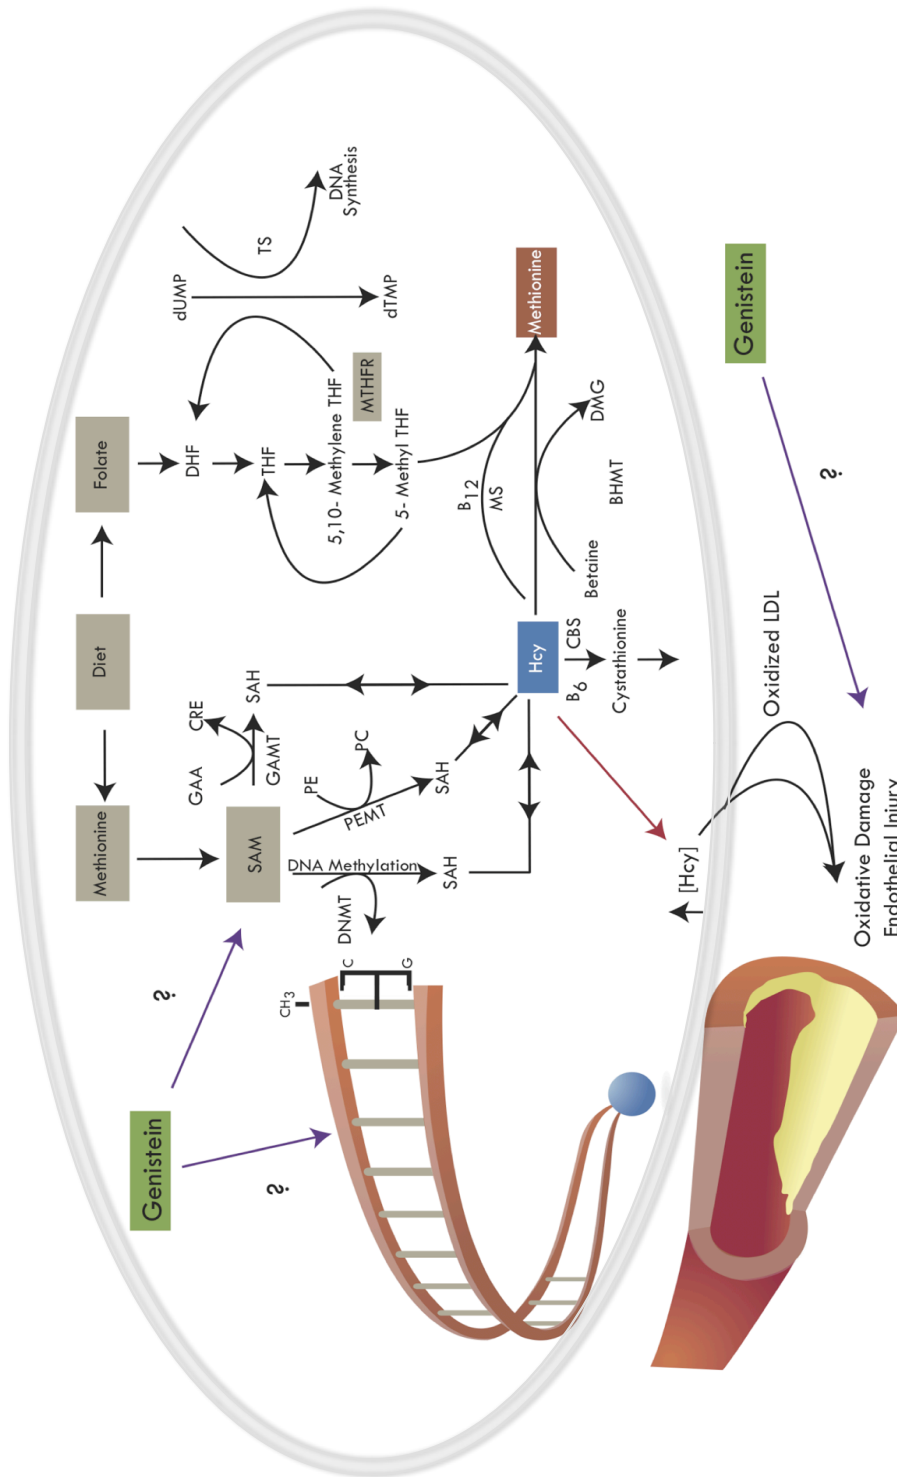 Methionine
Diet
Folate
Genistein
?
GAA
CRE
DHF
dUMP
SAM
GAMT
SAH
THF
TS
?
CH3
DNA Methylation
PE
5,10- Methylene THF
DNA
Synthesis
DNMT
PEMT
PC
MTHFR
C
G
SAH
SAH
5- Methyl THF
dTMP
B12
MS
Hcy
Methionine
B6
CBS
Betaine
DMG
Cystathionine
BHMT
[Hcy]
Oxidized LDL
Genistein
?
Oxidative Damage
Endothelial Injury